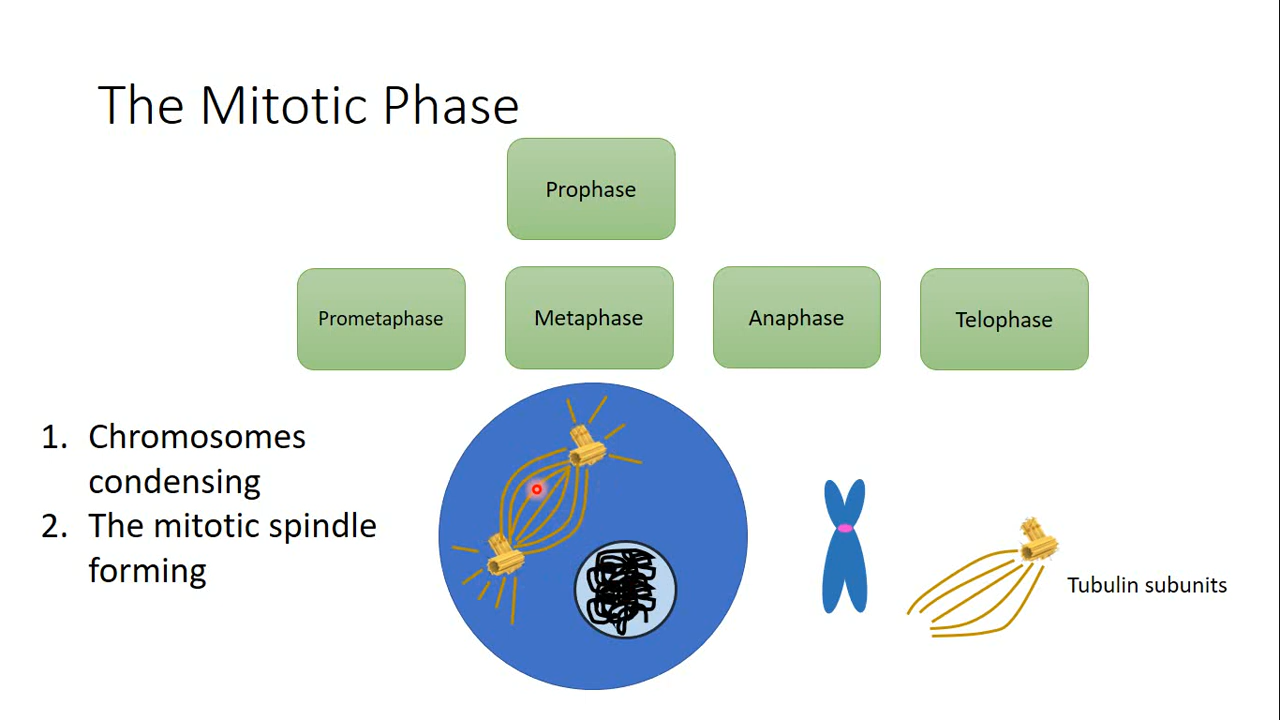 The Mitotic Phase
Prophase
Prometaphase
Metaphase
Anaphase
Telophase
1. Chromosomes
condensing
2. The mitotic spindle
forming
Tubulin subunits